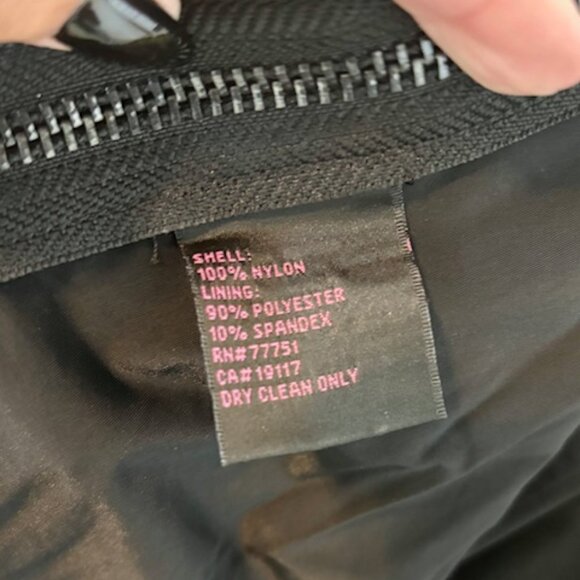 SHELL:
100% NYLON
LINING:
90% POLYESTER
10% SPANDEX
RN#77751
CA#19117
DRY CLEAN ONLY